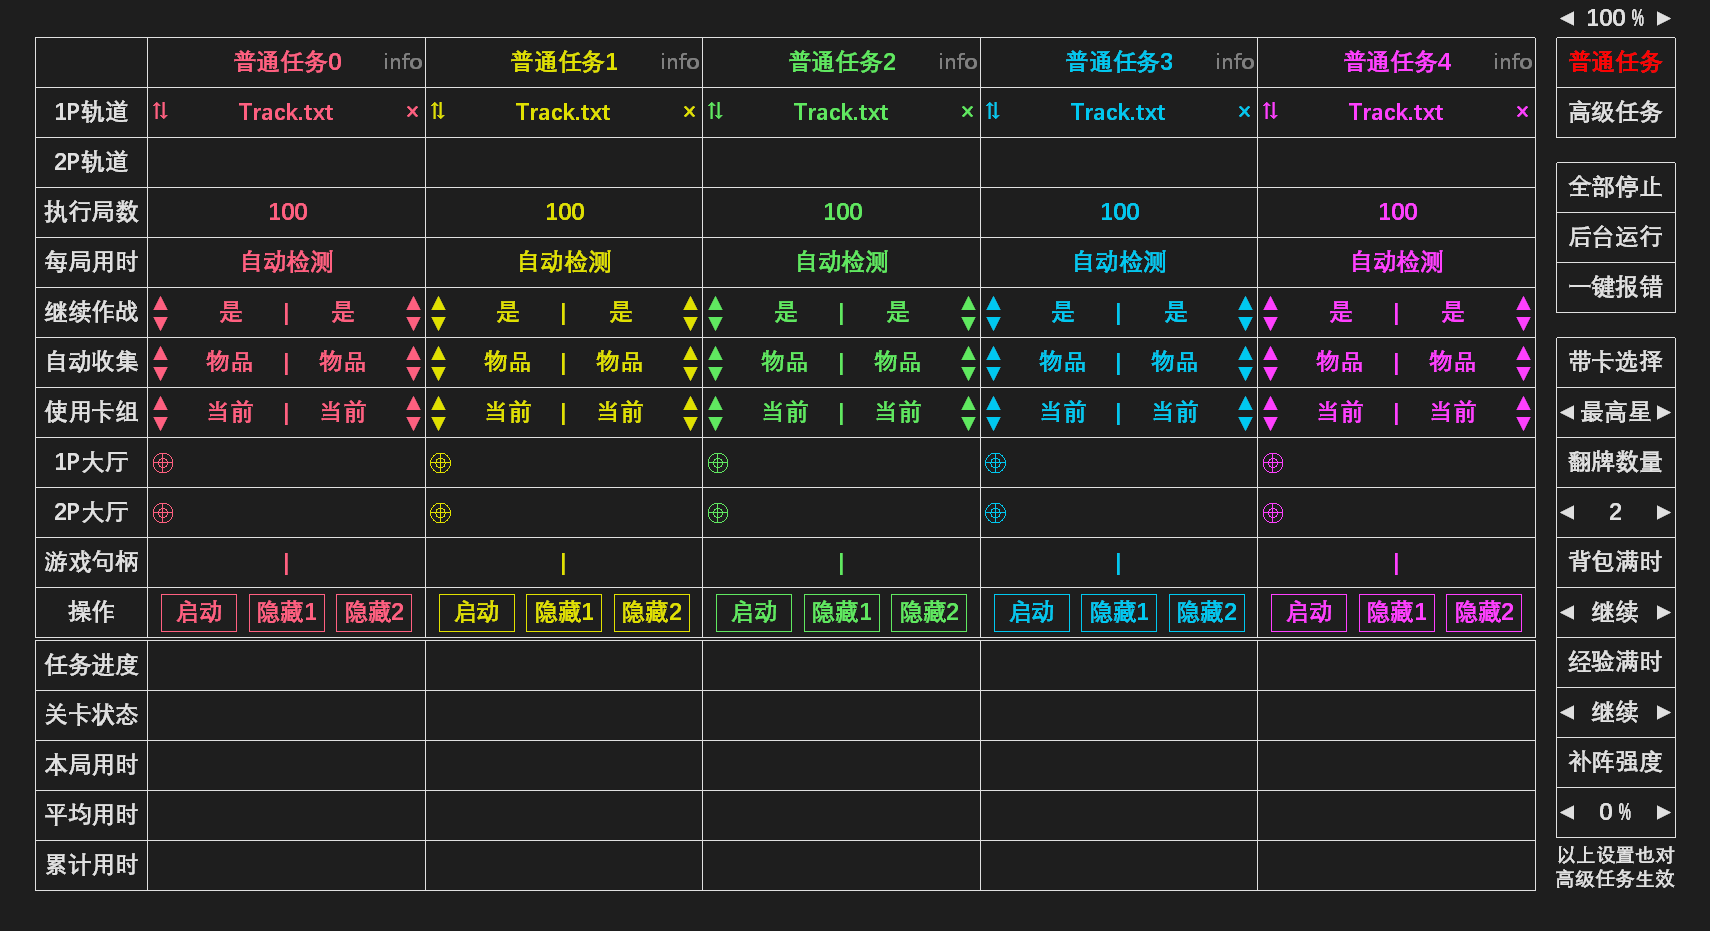 ◀ 100 % ▶
普通任务0 info 普通任务1 info 普通任务2 info 普通任务3 info 普通任务4 info
1P轨道 ⇅ Track.txt × ⇅ Track.txt × ⇅ Track.txt × ⇅ Track.txt × ⇅ Track.txt ×
2P轨道
执行局数 100 100 100 100 100
每局用时 自动检测 自动检测 自动检测 自动检测 自动检测
继续作战 是 | 是 是 | 是 是 | 是 是 | 是 是 | 是
自动收集 物品 | 物品 物品 | 物品 物品 | 物品 物品 | 物品 物品 | 物品
使用卡组 当前 | 当前 当前 | 当前 当前 | 当前 当前 | 当前 当前 | 当前
1P大厅
2P大厅
游戏句柄 | | | | |
操作 启动 隐藏1 隐藏2 启动 隐藏1 隐藏2 启动 隐藏1 隐藏2 启动 隐藏1 隐藏2 启动 隐藏1 隐藏2
任务进度
关卡状态
本局用时
平均用时
累计用时
普通任务
高级任务
全部停止
后台运行
一键报错
带卡选择
◀ 最高星 ▶
翻牌数量
◀ 2 ▶
背包满时
◀ 继续 ▶
经验满时
◀ 继续 ▶
补阵强度
◀ 0 % ▶
以上设置也对
高级任务生效